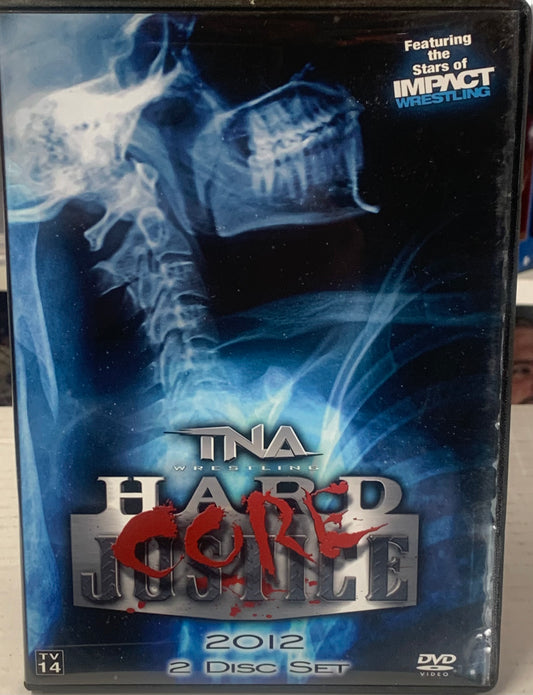 Featuring
the
Stars of
IMPACT
WRESTLING
TNA
WRESTLING
HARD
CORE
JUSTICE
2012
2 DISC SET
TV
14
DVD
VIDEO